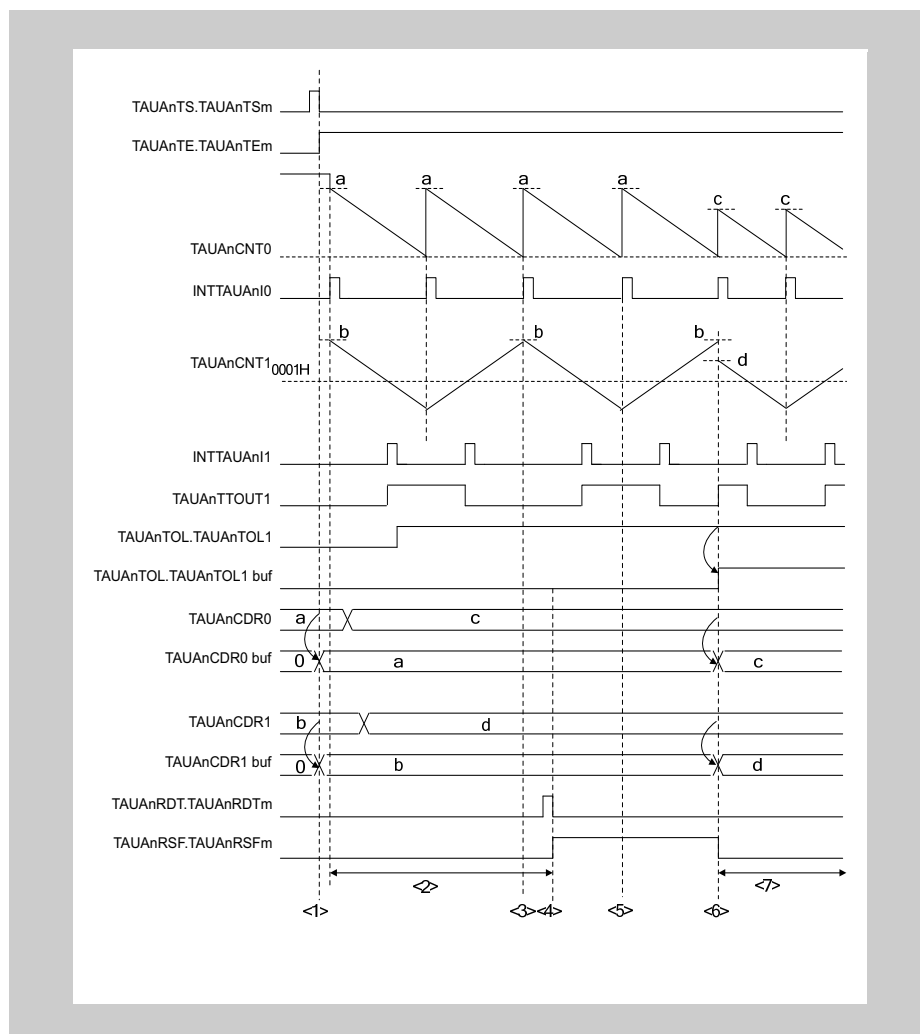 TAUAnTS.TAUAnTSm
TAUAnTE.TAUAnTEm
a a a a
c c
TAUAnCNT0
INTTAUAnI0
b b b
d
TAUAnCNT1
0001H
INTTAUAnI1
TAUAnTTOUT1
TAUAnTOL.TAUAnTOL1
TAUAnTOL.TAUAnTOL1 buf
TAUAnCDR0 a c
TAUAnCDR0 buf 0 a c
TAUAnCDR1 b d
TAUAnCDR1 buf 0 b d
TAUAnRDT.TAUAnRDTm
TAUAnRSF.TAUAnRSFm
<2> <7>
<1> <3> <4> <5> <6>